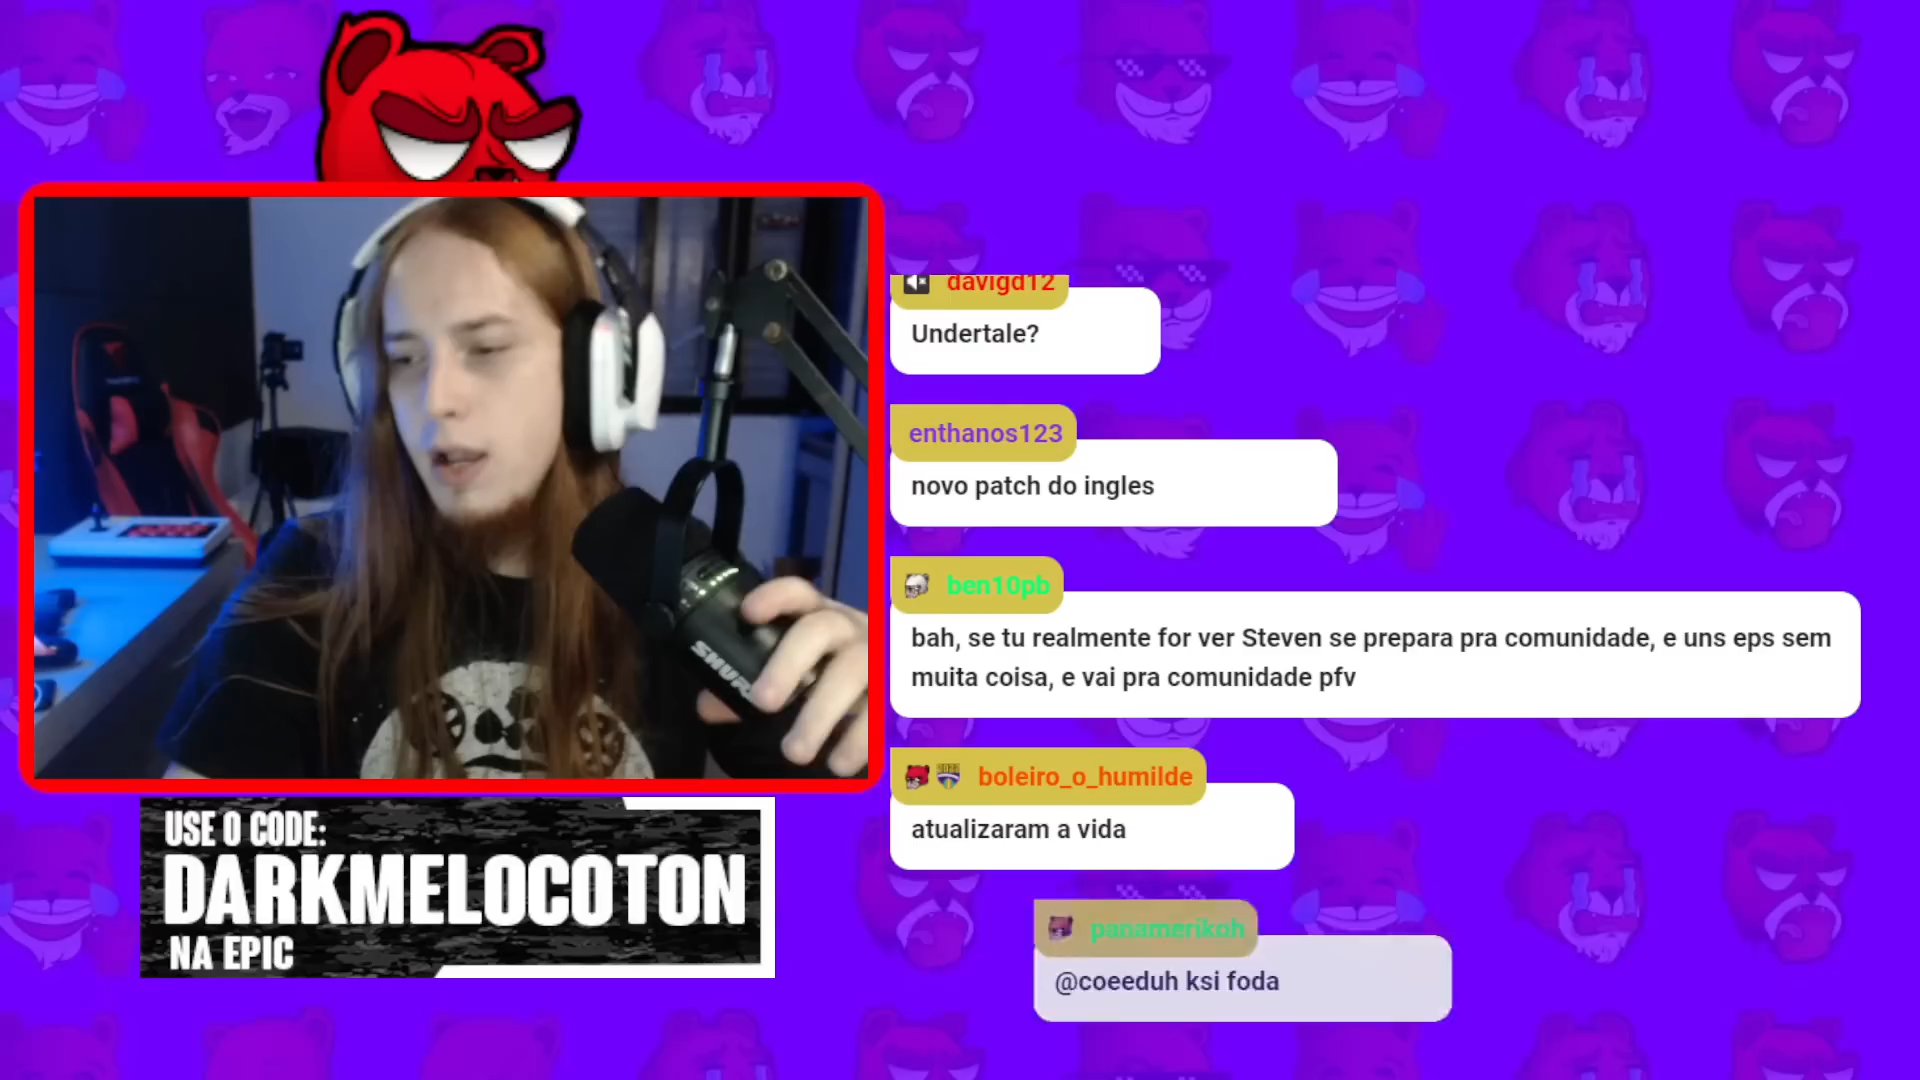 davigd12
Undertale?
enthanos123
novo patch do ingles
ben10pb
bah, se tu realmente for ver Steven se prepara pra comunidade, e uns eps sem
muita coisa, e vai pra comunidade pfv
boleiro_o_humilde
atualizaram a vida
panamerikoh
@coeeduh ksi foda
SHURE
USE O CODE:
DARKMELOCOTON
NA EPIC